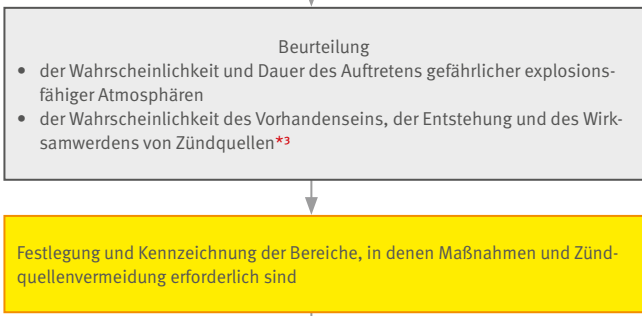 Beurteilung
• der Wahrscheinlichkeit und Dauer des Auftretens gefährlicher explosions-
fähiger Atmosphären
• der Wahrscheinlichkeit des Vorhandenseins, der Entstehung und des Wirk-
samwerdens von Zündquellen*³
Festlegung und Kennzeichnung der Bereiche, in denen Maßnahmen und Zünd-
quellenvermeidung erforderlich sind